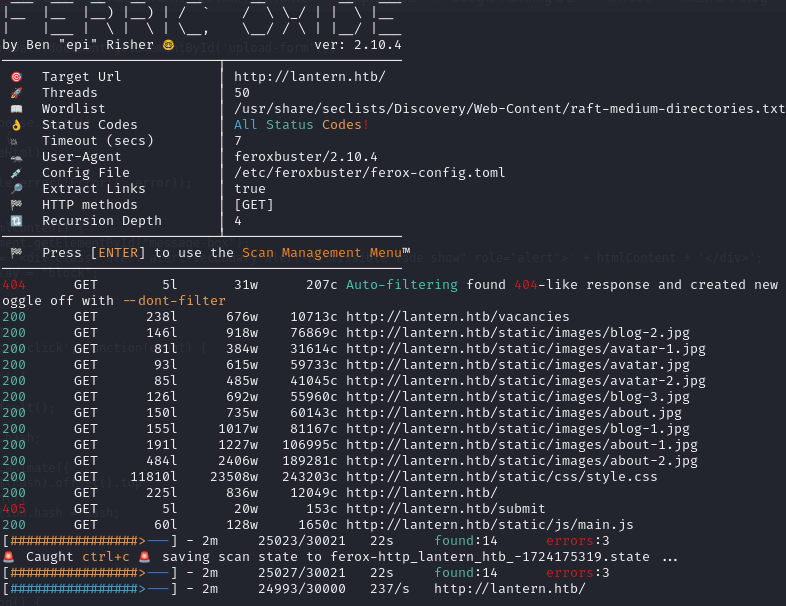 by Ben "epi" Risher 🤓 ver: 2.10.4
🎯 Target Url │ http://lantern.htb/
🚀 Threads │ 50
📖 Wordlist │ /usr/share/seclists/Discovery/Web-Content/raft-medium-directories.txt
👌 Status Codes │ All Status Codes!
💥 Timeout (secs) │ 7
🦡 User-Agent │ feroxbuster/2.10.4
💉 Config File │ /etc/feroxbuster/ferox-config.toml
🔎 Extract Links │ true
🏁 HTTP methods │ [GET]
🔃 Recursion Depth │ 4
🏁 Press [ENTER] to use the Scan Management Menu™
404 GET 5l 31w 207c Auto-filtering found 404-like response and created new
oggle off with --dont-filter
200 GET 238l 676w 10713c http://lantern.htb/vacancies
200 GET 146l 918w 76869c http://lantern.htb/static/images/blog-2.jpg
200 GET 81l 384w 31614c http://lantern.htb/static/images/avatar-1.jpg
200 GET 93l 615w 59733c http://lantern.htb/static/images/avatar.jpg
200 GET 85l 485w 41045c http://lantern.htb/static/images/avatar-2.jpg
200 GET 126l 692w 55960c http://lantern.htb/static/images/blog-3.jpg
200 GET 150l 735w 60143c http://lantern.htb/static/images/about.jpg
200 GET 155l 1017w 81167c http://lantern.htb/static/images/blog-1.jpg
200 GET 191l 1227w 106995c http://lantern.htb/static/images/about-1.jpg
200 GET 484l 2406w 189281c http://lantern.htb/static/images/about-2.jpg
200 GET 11810l 23508w 243203c http://lantern.htb/static/css/style.css
200 GET 225l 836w 12049c http://lantern.htb/
405 GET 5l 20w 153c http://lantern.htb/submit
200 GET 60l 128w 1650c http://lantern.htb/static/js/main.js
[################>---] - 2m 25023/30021 22s found:14 errors:3
🚨 Caught ctrl+c 🚨 saving scan state to ferox-http_lantern_htb_-1724175319.state ...
[################>---] - 2m 25027/30021 22s found:14 errors:3
[################>---] - 2m 24993/30000 237/s http://lantern.htb/